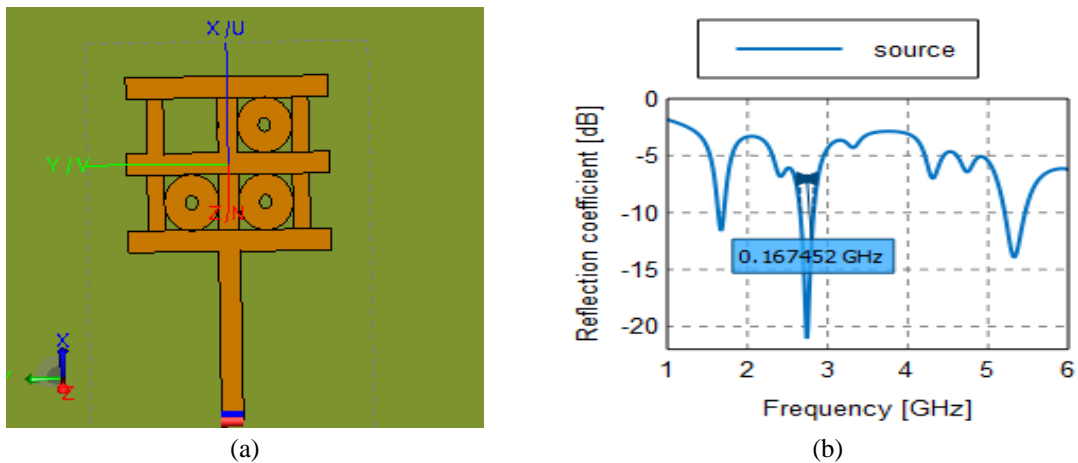 X /U
Y /V
Z /N
X
Z
(a)
source
Reflection coefficient [dB]
0
-5
-10
-15
-20
0.167452 GHz
1 2 3 4 5 6
Frequency [GHz]
(b)